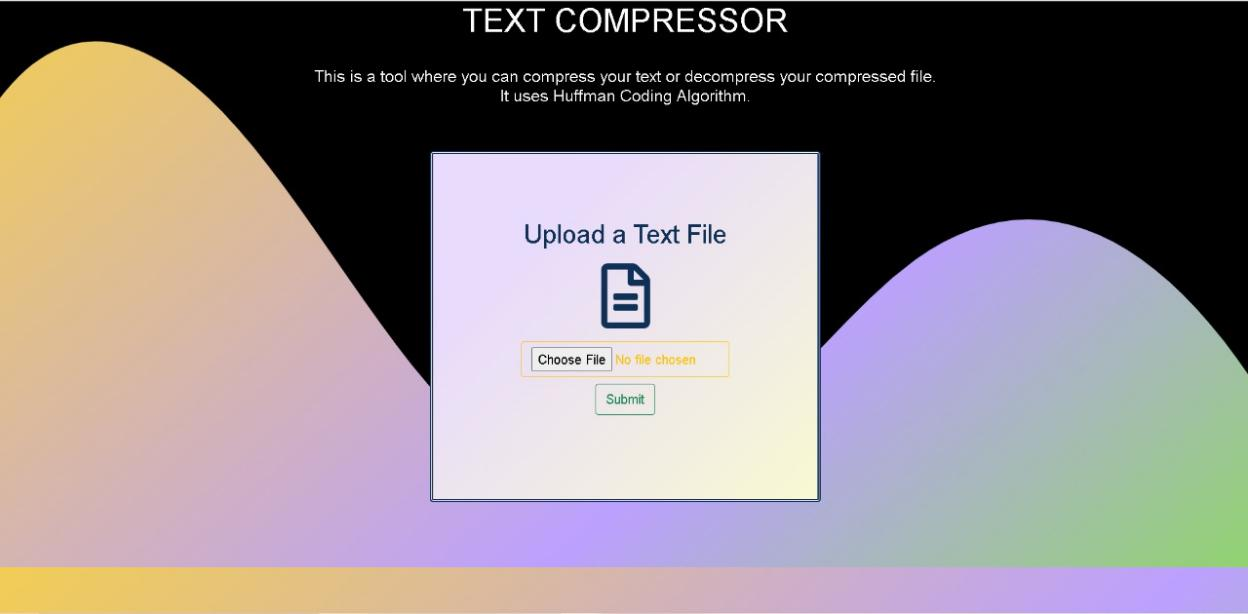 TEXT COMPRESSOR
This is a tool where you can compress your text or decompress your compressed file.
It uses Huffman Coding Algorithm.
Upload a Text File
Choose File No file chosen
Submit